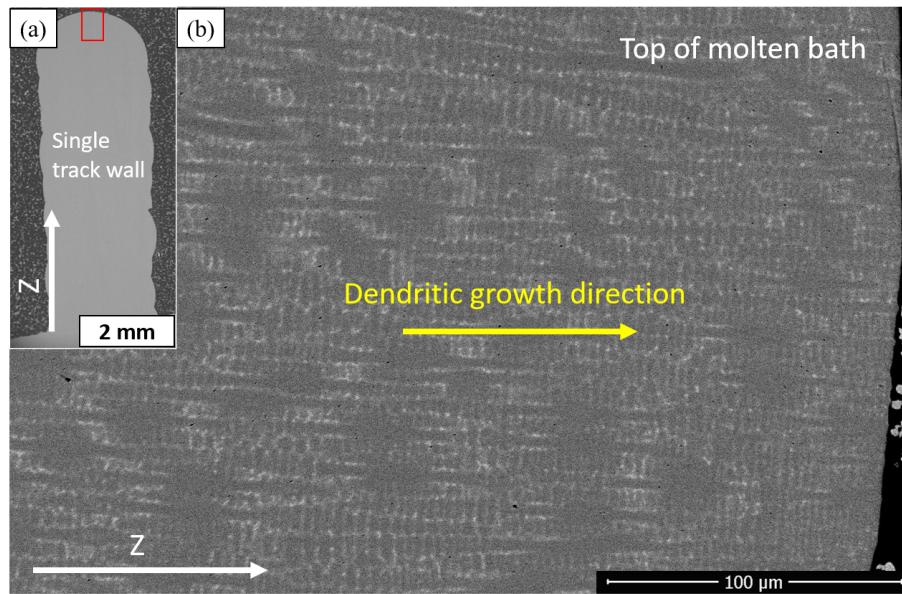 (a)
(b)
Top of molten bath
Single
track wall
Z
2 mm
Dendritic growth direction
Z
100 µm